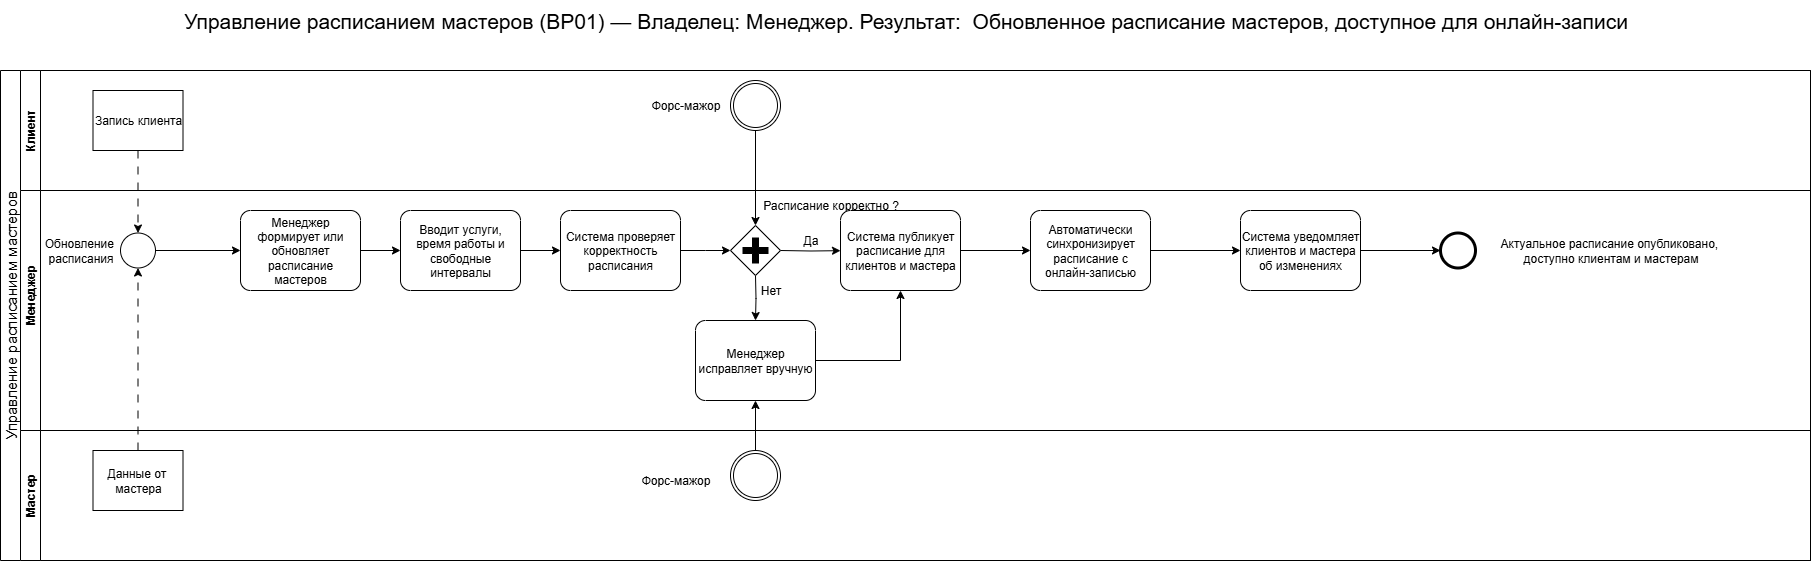 Управление расписанием мастеров (BP01) — Владелец: Менеджер. Результат:  Обновленное расписание мастеров, доступное для онлайн-записи
Управление расписанием мастеров
Клиент
Запись клиента
Форс-мажор
Менеджер
Обновление
расписания
Менеджер
формирует или
обновляет
расписание
мастеров
Вводит услуги,
время работы и
свободные
интервалы
Система проверяет
корректность
расписания
Расписание корректно ?
Да
Нет
Система публикует
расписание для
клиентов и мастера
Автоматически
синхронизирует
расписание с
онлайн-записью
Система уведомляет
клиентов и мастера
об изменениях
Актуальное расписание опубликовано,
доступно клиентам и мастерам
Менеджер
исправляет вручную
Мастер
Данные от
мастера
Форс-мажор